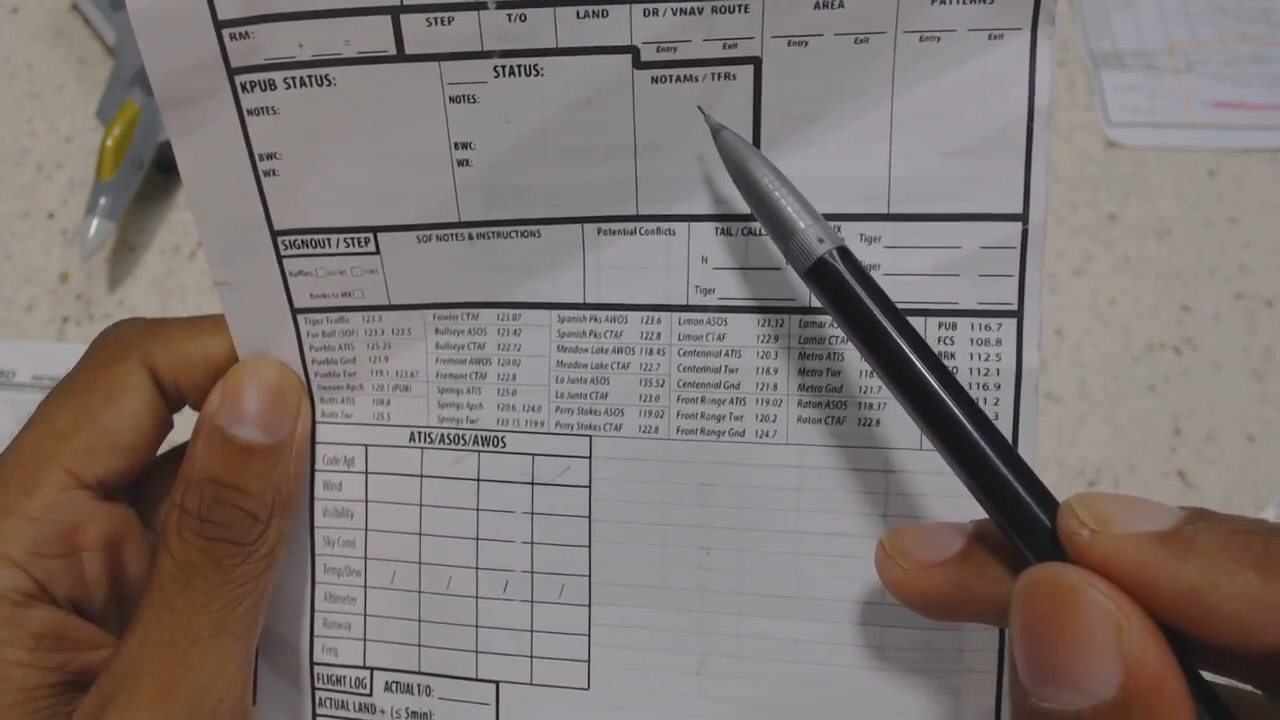 RM: + =
STEP T/O LAND DR / VNAV ROUTE AREA PATTERNS
Entry Exit Entry Exit Entry Exit
KPUB STATUS:
NOTES:
BWC:
WX:
____ STATUS:
NOTES:
BWC:
WX:
NOTAMs / TFRs
SIGNOUT / STEP
SOF NOTES & INSTRUCTIONS
Potential Conflicts
TAIL / CALL
N
Tiger
Tiger
Tiger
Tiger Traffic 123.3
Fur Ball (SOF) 123.3, 123.5
Pueblo ATIS 125.25
Pueblo Gnd 121.9
Pueblo Twr 119.1, 123.67
Denver Apch 120.1 (PUB)
Butts ATIS 108.8
Butts Twr 125.5
Fowler CTAF 123.07
Bullseye ASOS 121.42
Bullseye CTAF 122.72
Fremont AWOS 120.02
Fremont CTAF 122.8
Springs ATIS 125.0
Springs Apch 120.6, 124.0
Springs Twr 133.15, 119.9
Spanish Pks AWOS 123.6
Spanish Pks CTAF 122.8
Meadow Lake AWOS 118.45
Meadow Lake CTAF 122.7
La Junta ASOS 135.52
La Junta CTAF 123.0
Perry Stokes ASOS 119.02
Perry Stokes CTAF 122.8
Limon ASOS 121.12
Limon CTAF 122.9
Centennial ATIS 120.3
Centennial Twr 118.9
Centennial Gnd 121.8
Front Range ATIS 119.02
Front Range Twr 120.2
Front Range Gnd 124.7
Lamar
Lamar CTAF
Metro ATIS
Metro Twr
Metro Gnd 121.7
Raton ASOS 118.37
Raton CTAF 122.8
PUB 116.7
FCS 108.8
BRK 112.5
112.1
116.9
ATIS/ASOS/AWOS
Code/Apt /
Wind
Visibility
Sky Cond.
Temp/Dew / / / /
Altimeter
Runway
Freq.
FLIGHT LOG
ACTUAL T/O:
ACTUAL LAND + (≤ 5min):